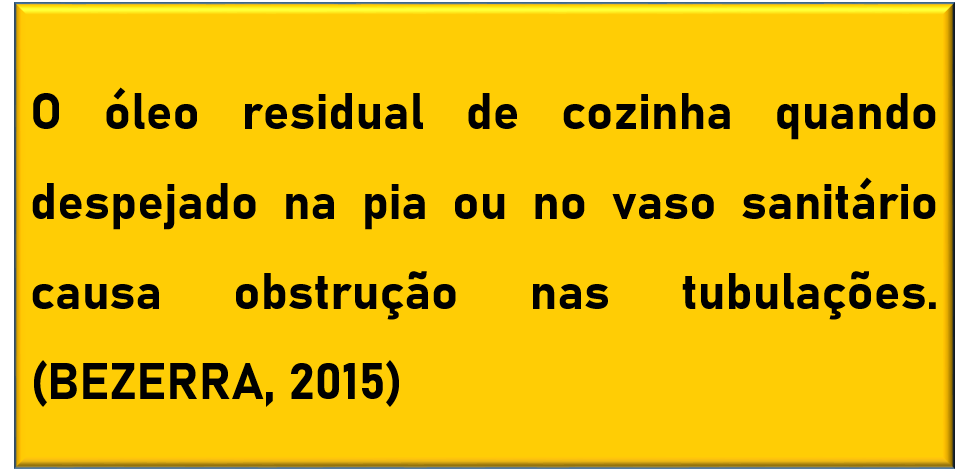 O óleo residual de cozinha quando
despejado na pia ou no vaso sanitário
causa obstrução nas tubulações.
(BEZERRA, 2015)